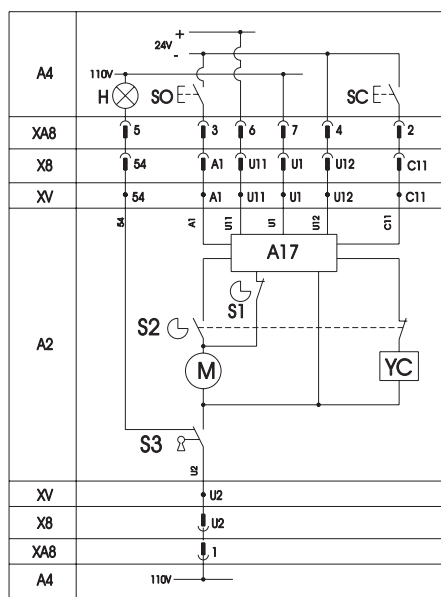 +
24V
-
A4
110V
H
SO
SC
XA8
5
3
6
7
4
2
X8
54
A1
U11
U1
U12
C11
XV
54
A1
U11
U1
U12
C11
54
A1
U11
U1
U12
C11
A17
S1
S2
A2
M
YC
S3
U2
XV
U2
X8
U2
XA8
1
A4
110V